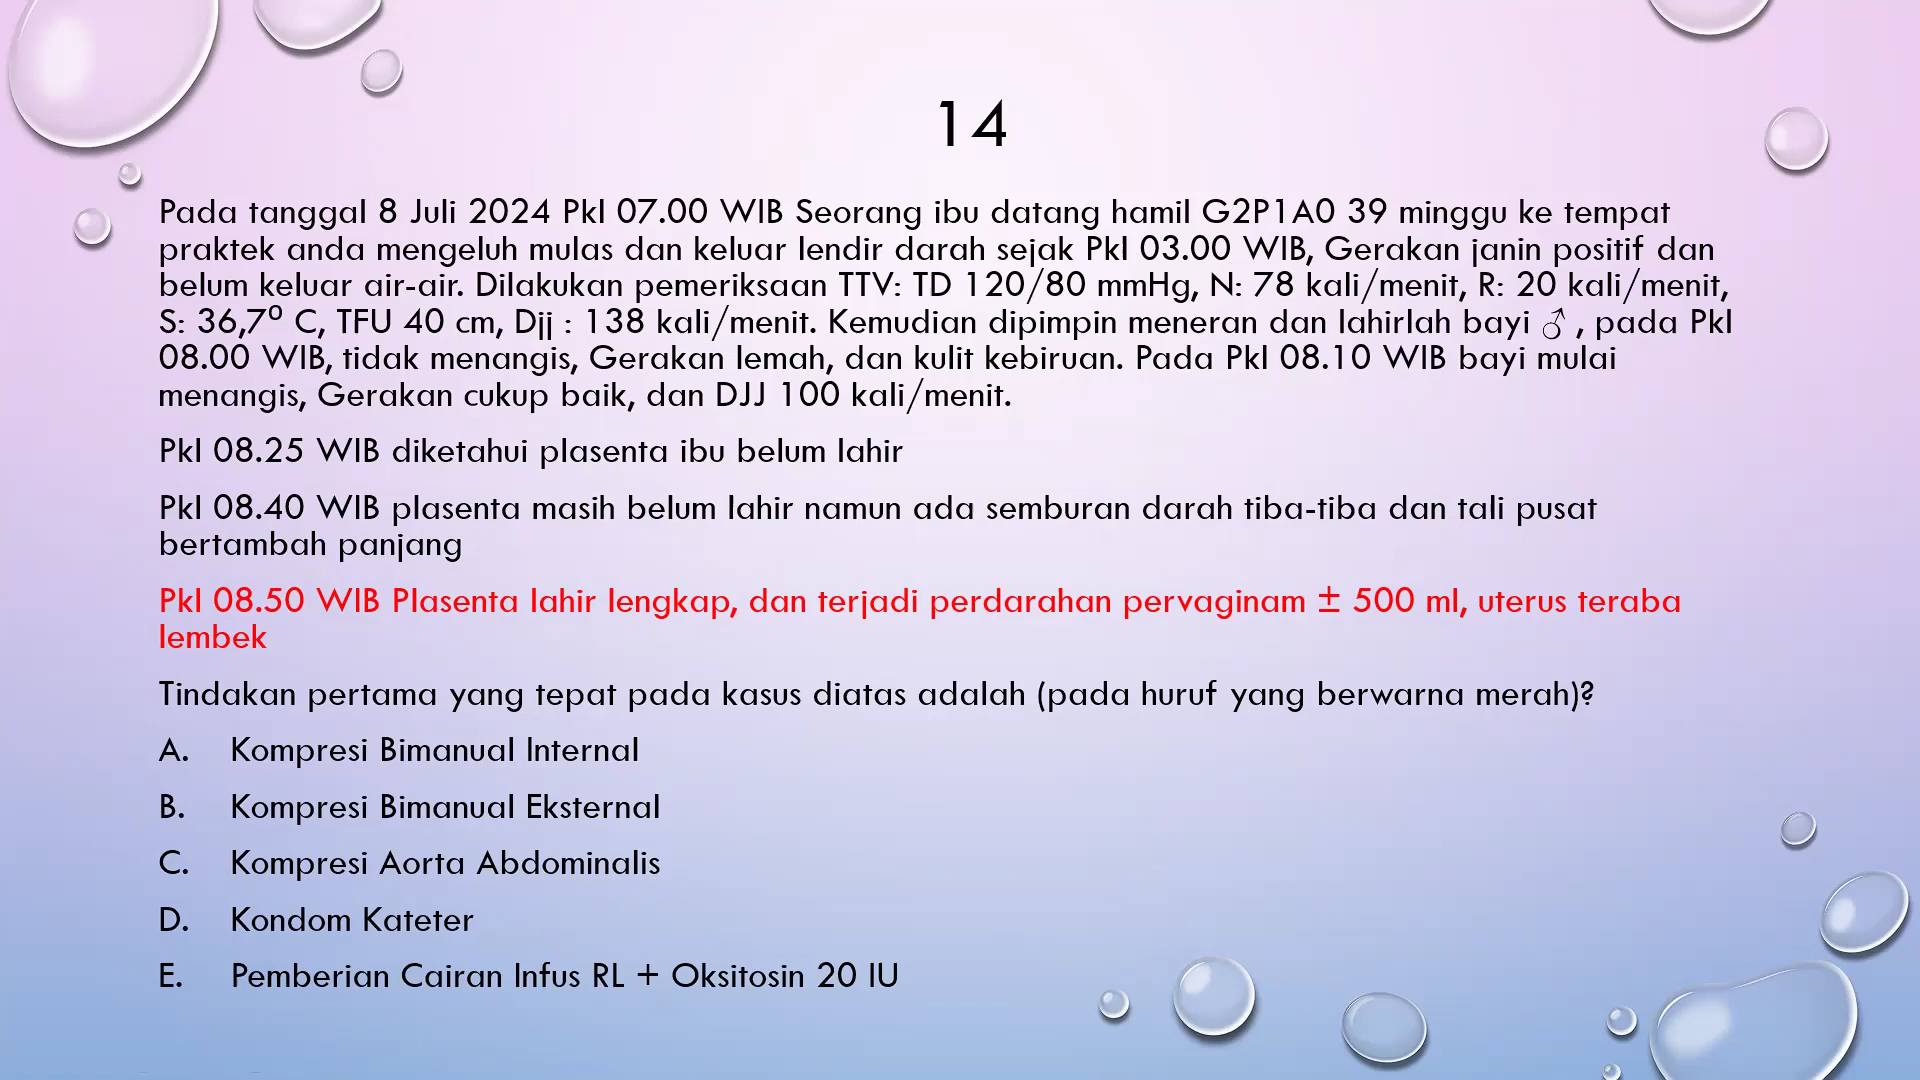 14
Pada tanggal 8 Juli 2024 Pkl 07.00 WIB Seorang ibu datang hamil G2P1A0 39 minggu ke tempat
praktek anda mengeluh mulas dan keluar lendir darah sejak Pkl 03.00 WIB, Gerakan janin positif dan
belum keluar air-air. Dilakukan pemeriksaan TTV: TD 120/80 mmHg, N: 78 kali/menit, R: 20 kali/menit,
S: 36,7⁰ C, TFU 40 cm, Djj : 138 kali/menit. Kemudian dipimpin meneran dan lahirlah bayi ♂ , pada Pkl
08.00 WIB, tidak menangis, Gerakan lemah, dan kulit kebiruan. Pada Pkl 08.10 WIB bayi mulai
menangis, Gerakan cukup baik, dan DJJ 100 kali/menit.
Pkl 08.25 WIB diketahui plasenta ibu belum lahir
Pkl 08.40 WIB plasenta masih belum lahir namun ada semburan darah tiba-tiba dan tali pusat
bertambah panjang
Pkl 08.50 WIB Plasenta lahir lengkap, dan terjadi perdarahan pervaginam ± 500 ml, uterus teraba
lembek
Tindakan pertama yang tepat pada kasus diatas adalah (pada huruf yang berwarna merah)?
A. Kompresi Bimanual Internal
B. Kompresi Bimanual Eksternal
C. Kompresi Aorta Abdominalis
D. Kondom Kateter
E. Pemberian Cairan Infus RL + Oksitosin 20 IU